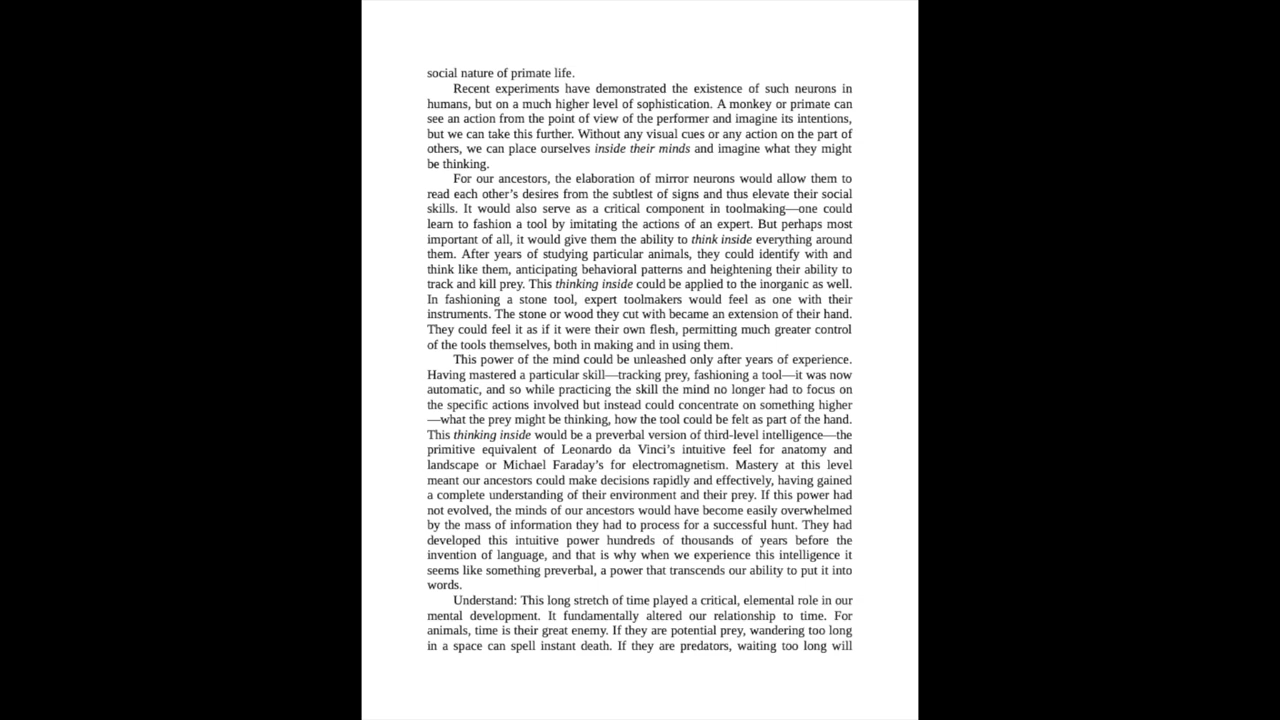 social nature of primate life.
Recent experiments have demonstrated the existence of such neurons in
humans, but on a much higher level of sophistication. A monkey or primate can
see an action from the point of view of the performer and imagine its intentions,
but we can take this further. Without any visual cues or any action on the part of
others, we can place ourselves inside their minds and imagine what they might
be thinking.
For our ancestors, the elaboration of mirror neurons would allow them to
read each other’s desires from the subtlest of signs and thus elevate their social
skills. It would also serve as a critical component in toolmaking—one could
learn to fashion a tool by imitating the actions of an expert. But perhaps most
important of all, it would give them the ability to think inside everything around
them. After years of studying particular animals, they could identify with and
think like them, anticipating behavioral patterns and heightening their ability to
track and kill prey. This thinking inside could be applied to the inorganic as well.
In fashioning a stone tool, expert toolmakers would feel as one with their
instruments. The stone or wood they cut with became an extension of their hand.
They could feel it as if it were their own flesh, permitting much greater control
of the tools themselves, both in making and in using them.
This power of the mind could be unleashed only after years of experience.
Having mastered a particular skill—tracking prey, fashioning a tool—it was now
automatic, and so while practicing the skill the mind no longer had to focus on
the specific actions involved but instead could concentrate on something higher
—what the prey might be thinking, how the tool could be felt as part of the hand.
This thinking inside would be a preverbal version of third-level intelligence—the
primitive equivalent of Leonardo da Vinci’s intuitive feel for anatomy and
landscape or Michael Faraday’s for electromagnetism. Mastery at this level
meant our ancestors could make decisions rapidly and effectively, having gained
a complete understanding of their environment and their prey. If this power had
not evolved, the minds of our ancestors would have become easily overwhelmed
by the mass of information they had to process for a successful hunt. They had
developed this intuitive power hundreds of thousands of years before the
invention of language, and that is why when we experience this intelligence it
seems like something preverbal, a power that transcends our ability to put it into
words.
Understand: This long stretch of time played a critical, elemental role in our
mental development. It fundamentally altered our relationship to time. For
animals, time is their great enemy. If they are potential prey, wandering too long
in a space can spell instant death. If they are predators, waiting too long will